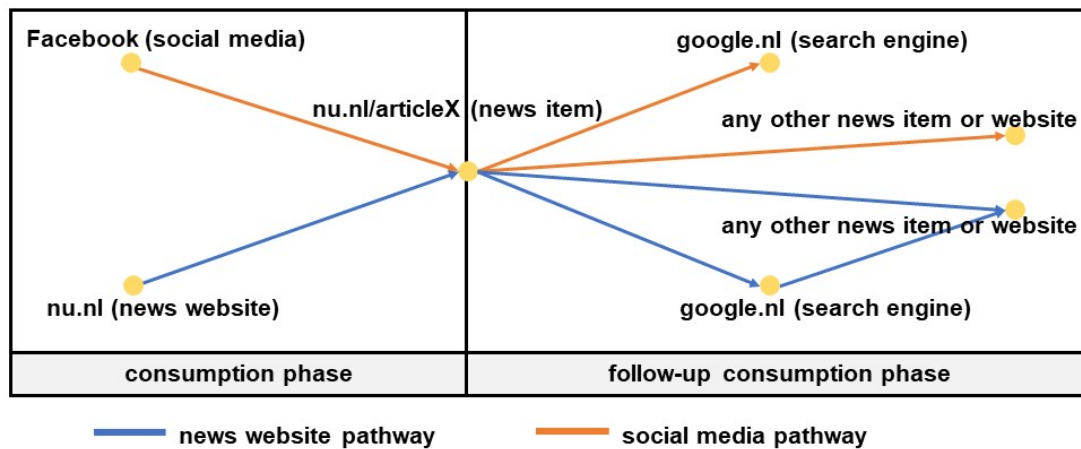 Facebook (social media)
google.nl (search engine)
nu.nl/articleX (news item)
any other news item or website
any other news item or website
nu.nl (news website)
google.nl (search engine)
consumption phase
follow-up consumption phase
news website pathway
social media pathway